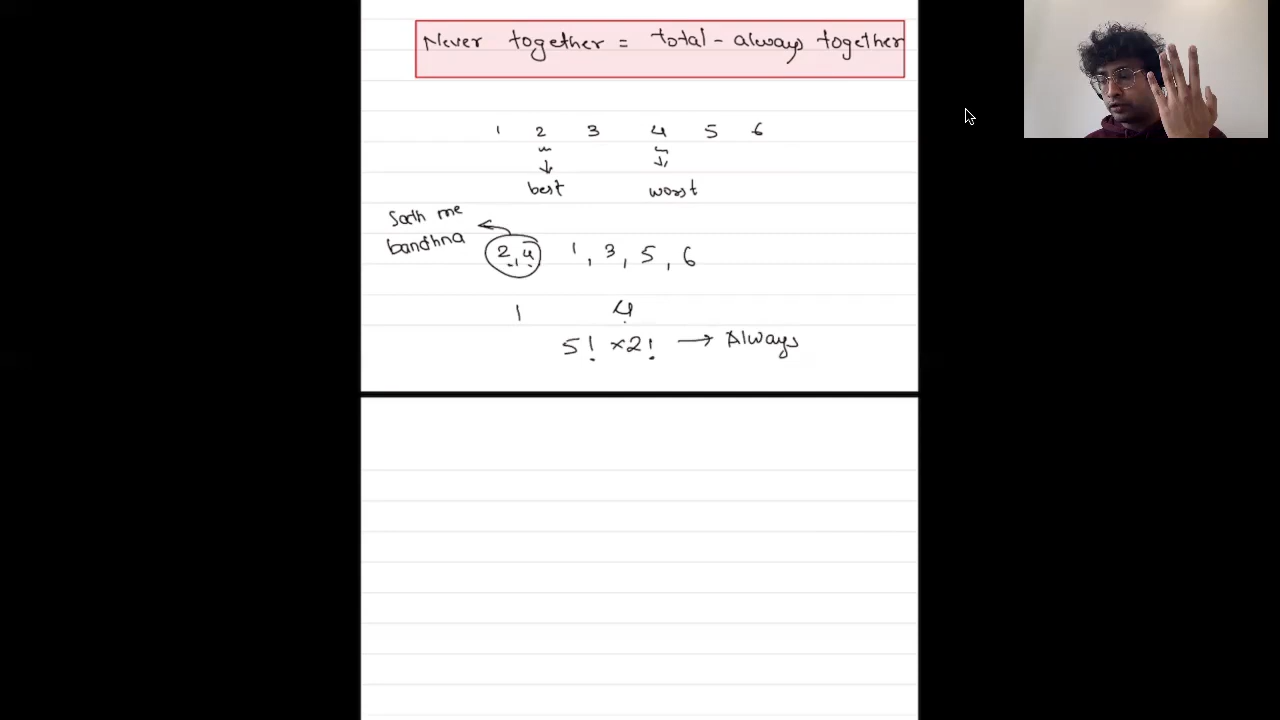 Never together = total - always together
1 2 3 4 5 6
best worst
Sath me
bandhna
2, 4 1, 3, 5, 6
1 4
5! × 2! → Always